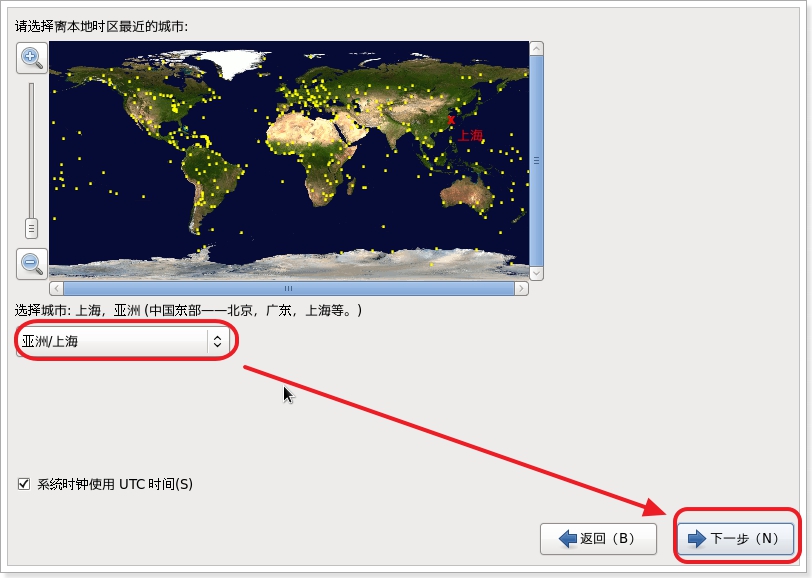 请选择离本地时区最近的城市:
上海
选择城市: 上海，亚洲 (中国东部——北京，广东，上海等。)
亚洲/上海
系统时钟使用 UTC 时间(S)
返回（B）
下一步（N）